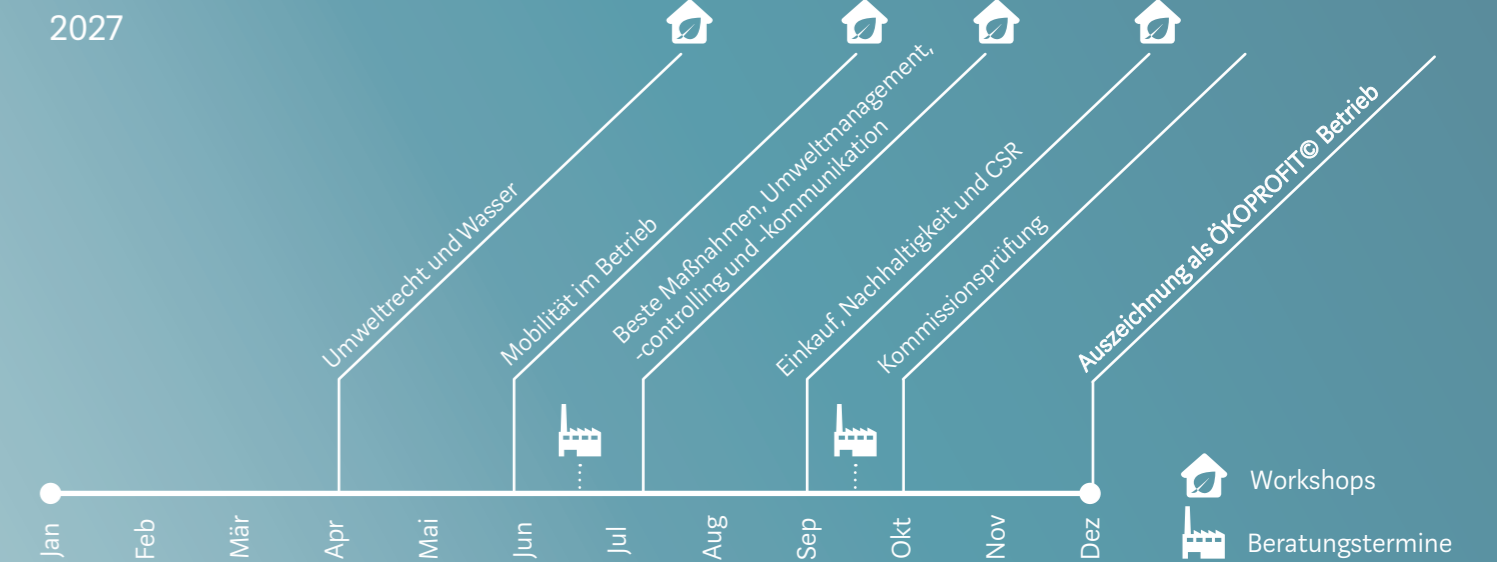 2027
Umweltrecht und Wasser
Mobilität im Betrieb
Beste Maßnahmen, Umweltmanagement,
-controlling und -kommunikation
Einkauf, Nachhaltigkeit und CSR
Kommissionsprüfung
Auszeichnung als ÖKOPROFIT© Betrieb
Jan
Feb
Mär
Apr
Mai
Jun
Jul
Aug
Sep
Okt
Nov
Dez
Workshops
Beratungstermine